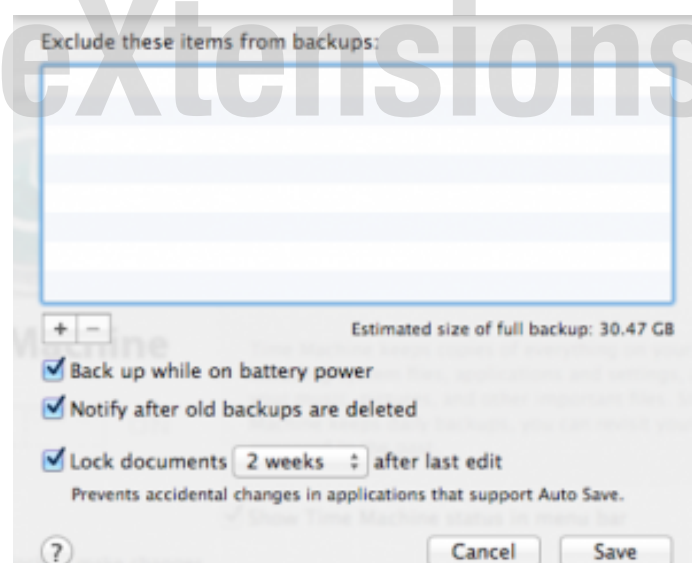 eXtensions
Exclude these items from backups:
+ −
Estimated size of full backup: 30.47 GB
Machine
Back up while on battery power
Notify after old backups are deleted
Lock documents 2 weeks after last edit
Prevents accidental changes in applications that support Auto Save.
Show Time Machine status in menu bar
? Cancel Save